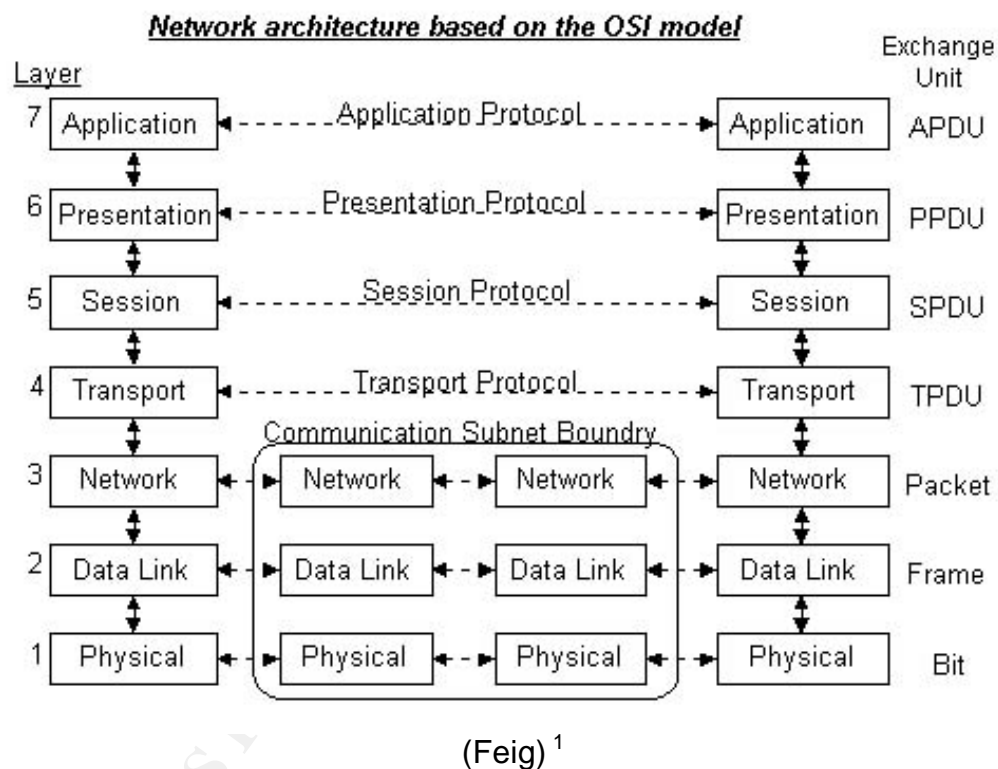 Network architecture based on the OSI model
Exchange
Unit
Layer
7 Application Application Protocol Application APDU
6 Presentation Presentation Protocol Presentation PPDU
5 Session Session Protocol Session SPDU
4 Transport Transport Protocol Transport TPDU
Communication Subnet Boundry
3 Network Network Network Network Packet
2 Data Link Data Link Data Link Data Link Frame
1 Physical Physical Physical Physical Bit
(Feig) 1